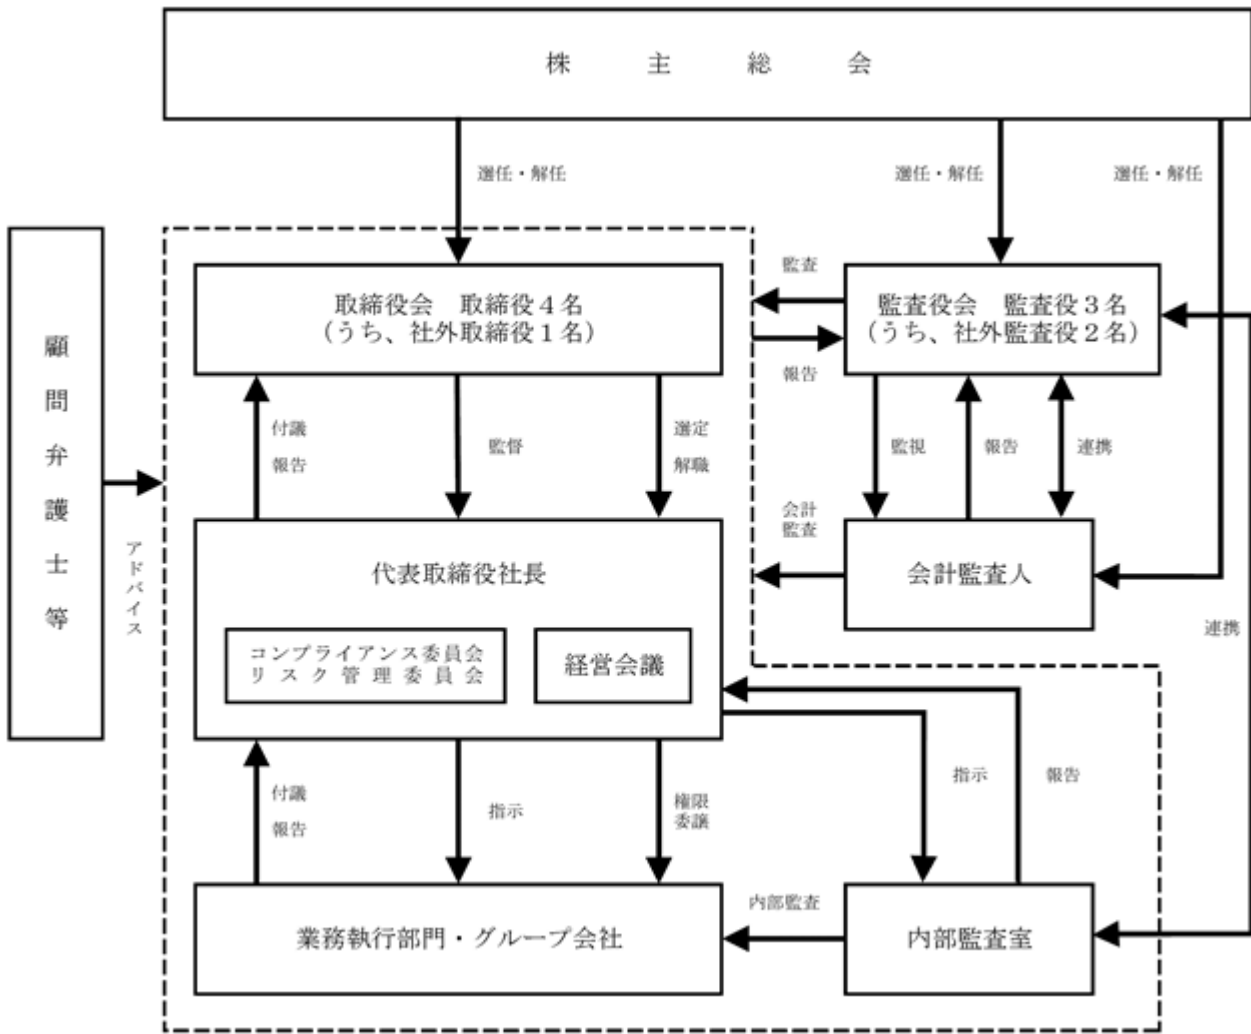 株主総会
選任・解任
選任・解任
選任・解任
取締役会　取締役４名
（うち、社外取締役１名）
監査
報告
監査役会　監査役３名
（うち、社外監査役２名）
顧問弁護士等
アドバイス
付議
報告
監督
選定
解職
監視
報告
連携
会計
監査
代表取締役社長
会計監査人
コンプライアンス委員会
リスク管理委員会
経営会議
連携
付議
報告
指示
権限
委譲
指示
報告
業務執行部門・グループ会社
内部監査
内部監査室